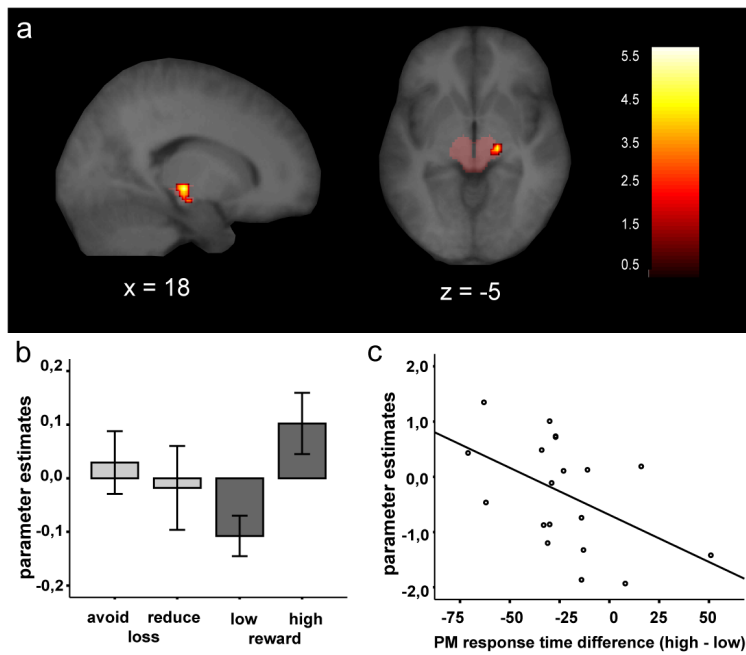 a
5.5
4.5
3.5
2.5
1.5
0.5
x = 18
z = -5
b
parameter estimates
0,2
0,1
0,0
-0,1
-0,2
avoid reduce low high
loss reward
c
parameter estimates
2,0
1,0
0,0
-1,0
-2,0
-75 -50 -25 0 25 50
PM response time difference (high - low)